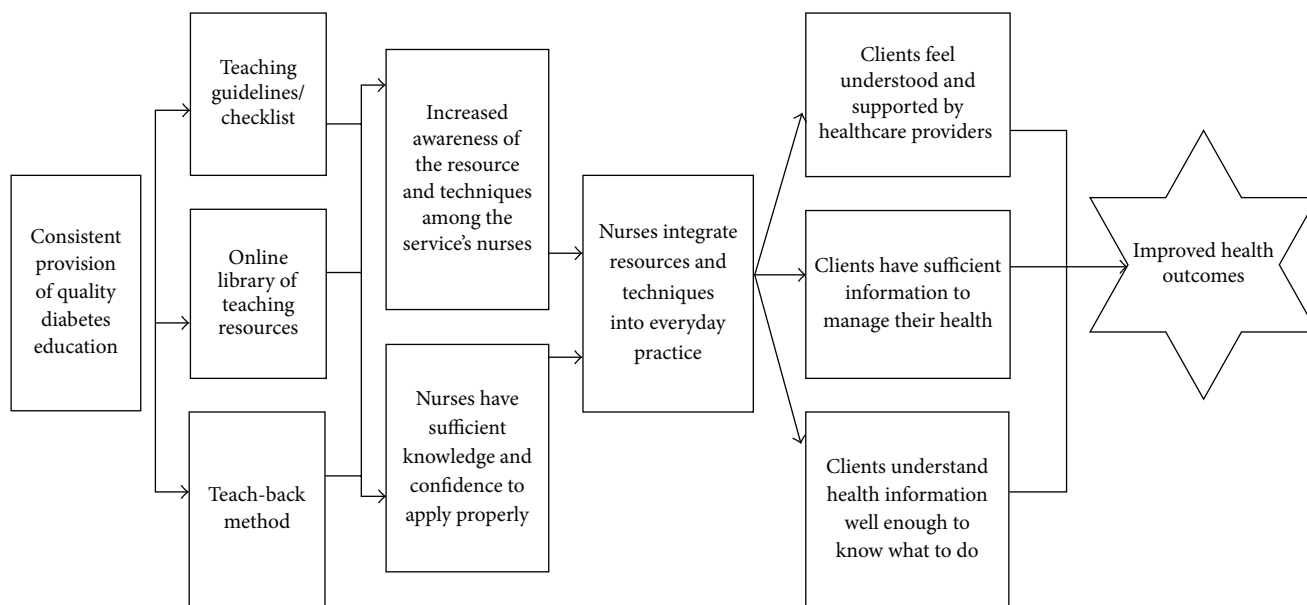 Consistent
provision
of quality
diabetes
education
Teaching
guidelines/
checklist
Online
library of
teaching
resources
Teach-back
method
Increased
awareness of
the resource
and techniques
among the
service’s nurses
Nurses have
sufficient
knowledge and
confidence to
apply properly
Nurses integrate
resources and
techniques
into everyday
practice
Clients feel
understood and
supported by
healthcare providers
Clients have sufficient
information to
manage their health
Clients understand
health information
well enough to
know what to do
Improved health
outcomes